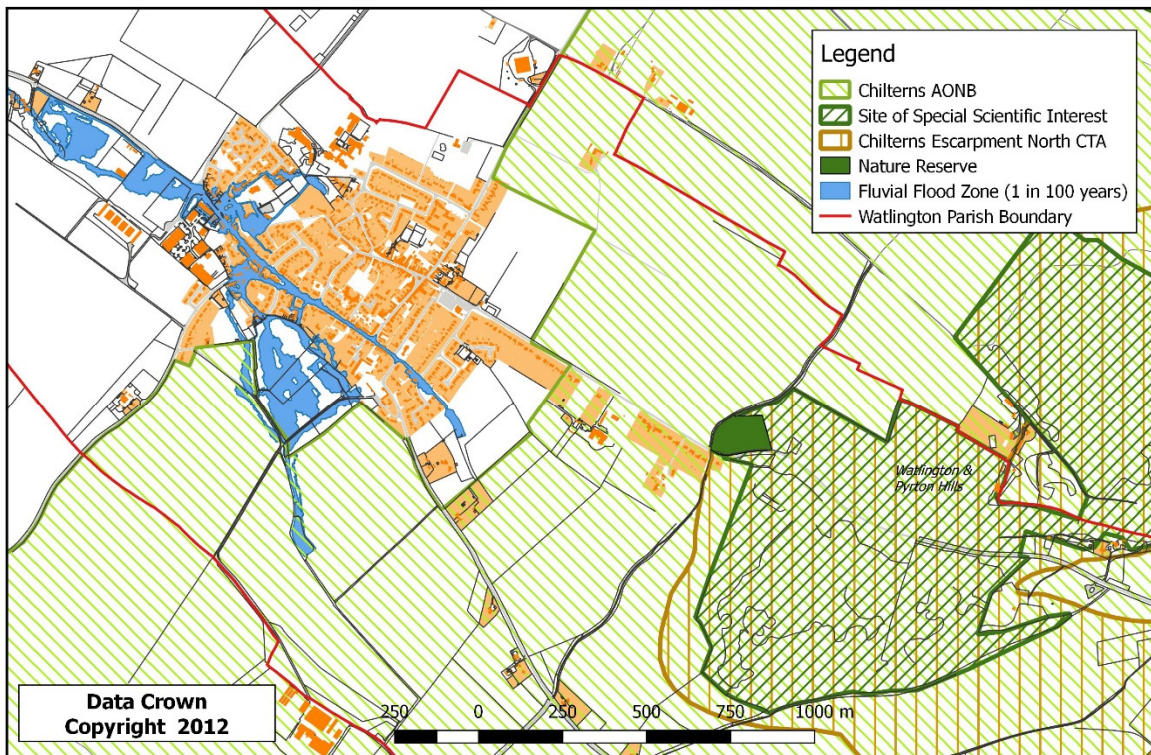 Legend
Chilterns AONB
Site of Special Scientific Interest
Chilterns Escarpment North CTA
Nature Reserve
Fluvial Flood Zone (1 in 100 years)
Watlington Parish Boundary
Watlington &
Pyrton Hills
Data Crown
Copyright 2012
250 0 250 500 750 1000 m